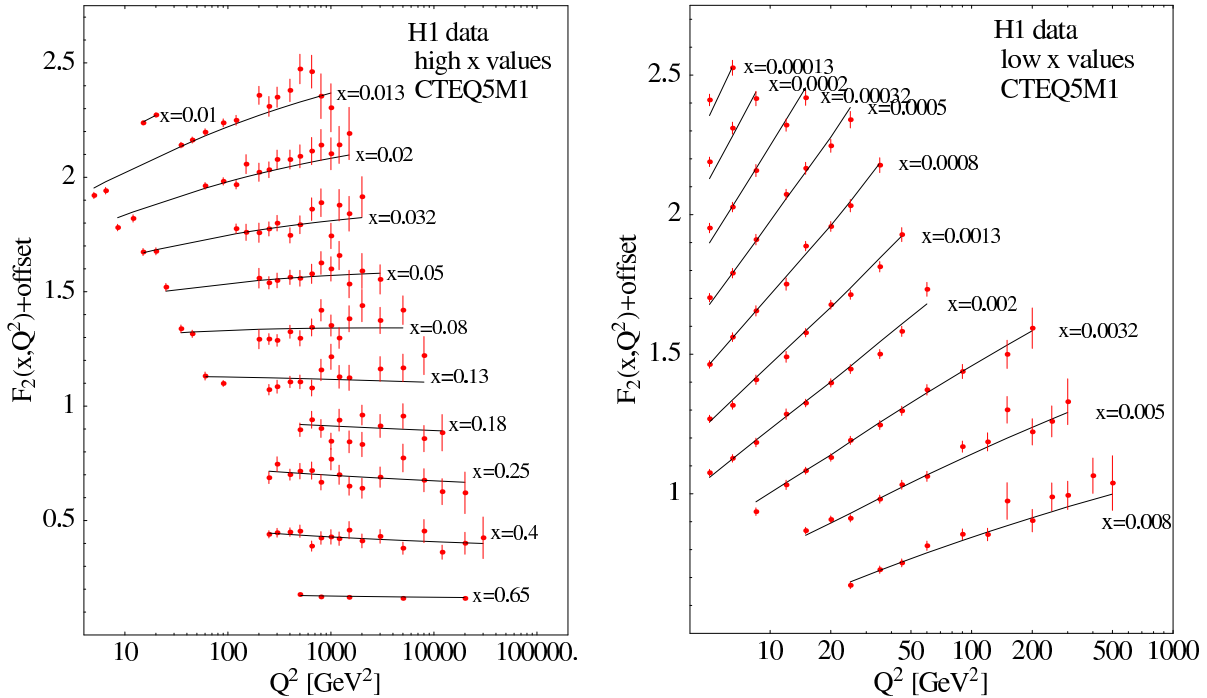 H1 data
high x values
CTEQ5M1
F2(x,Q2)+offset
2.5
2
1.5
1
0.5
x=0.01
x=0.013
x=0.02
x=0.032
x=0.05
x=0.08
x=0.13
x=0.18
x=0.25
x=0.4
x=0.65
10
100
1000
10000
100000.
Q2 [GeV2]
H1 data
low x values
CTEQ5M1
F2(x,Q2)+offset
2.5
2
1.5
1
x=0.00013
x=0.0002
x=0.00032
x=0.0005
x=0.0008
x=0.0013
x=0.002
x=0.0032
x=0.005
x=0.008
10
20
50
100
200
500
1000
Q2 [GeV2]